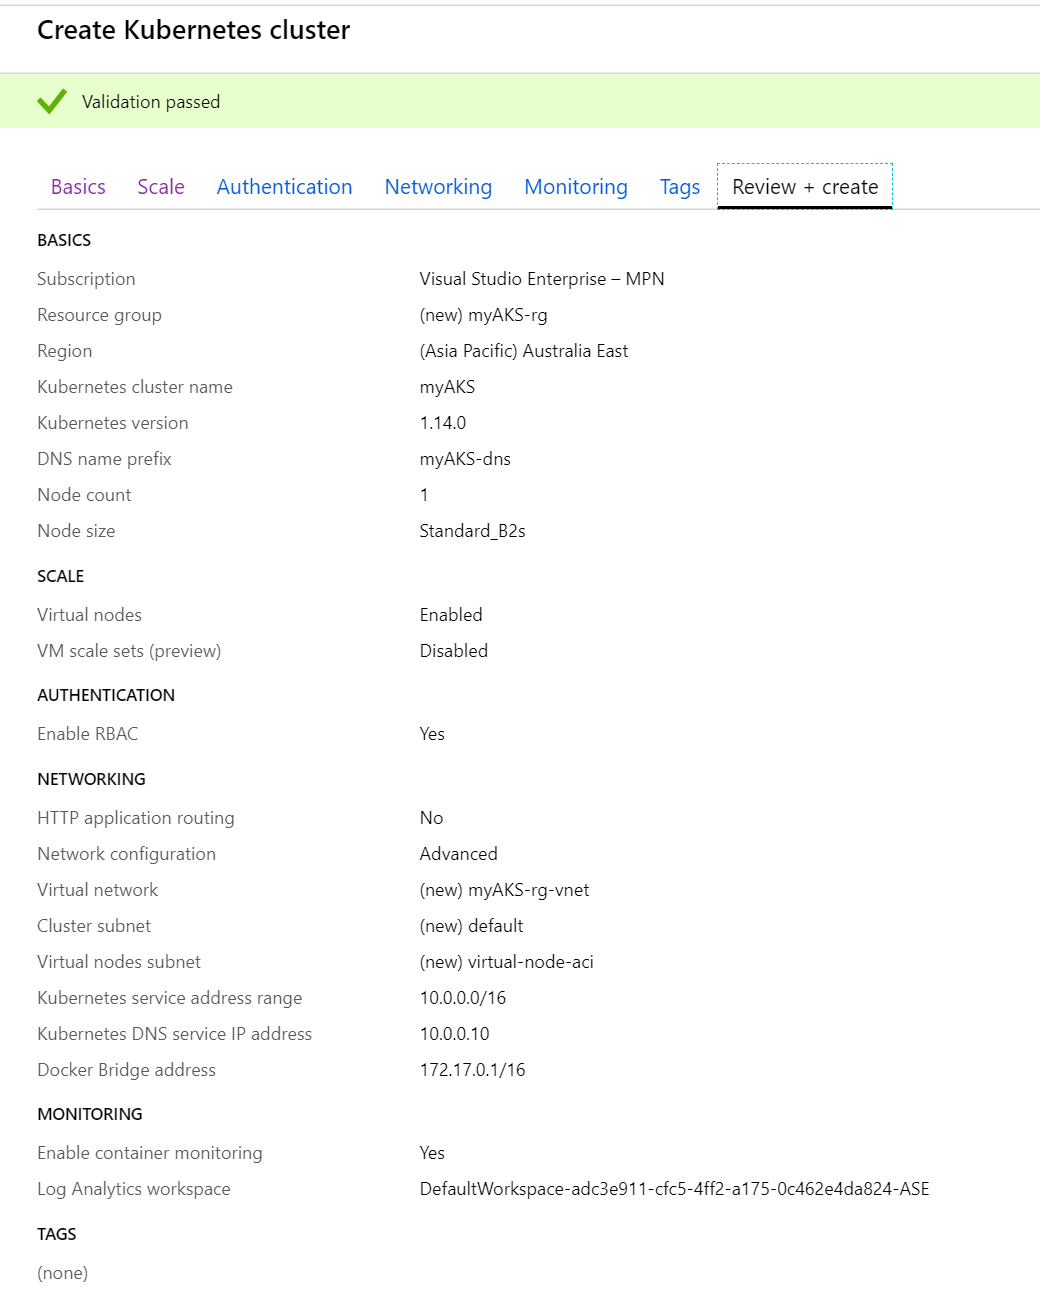 Create Kubernetes cluster
Validation passed
Basics Scale Authentication Networking Monitoring Tags Review + create
BASICS
Subscription Visual Studio Enterprise – MPN
Resource group (new) myAKS-rg
Region (Asia Pacific) Australia East
Kubernetes cluster name myAKS
Kubernetes version 1.14.0
DNS name prefix myAKS-dns
Node count 1
Node size Standard_B2s
SCALE
Virtual nodes Enabled
VM scale sets (preview) Disabled
AUTHENTICATION
Enable RBAC Yes
NETWORKING
HTTP application routing No
Network configuration Advanced
Virtual network (new) myAKS-rg-vnet
Cluster subnet (new) default
Virtual nodes subnet (new) virtual-node-aci
Kubernetes service address range 10.0.0.0/16
Kubernetes DNS service IP address 10.0.0.10
Docker Bridge address 172.17.0.1/16
MONITORING
Enable container monitoring Yes
Log Analytics workspace DefaultWorkspace-adc3e911-cfc5-4ff2-a175-0c462e4da824-ASE
TAGS
(none)